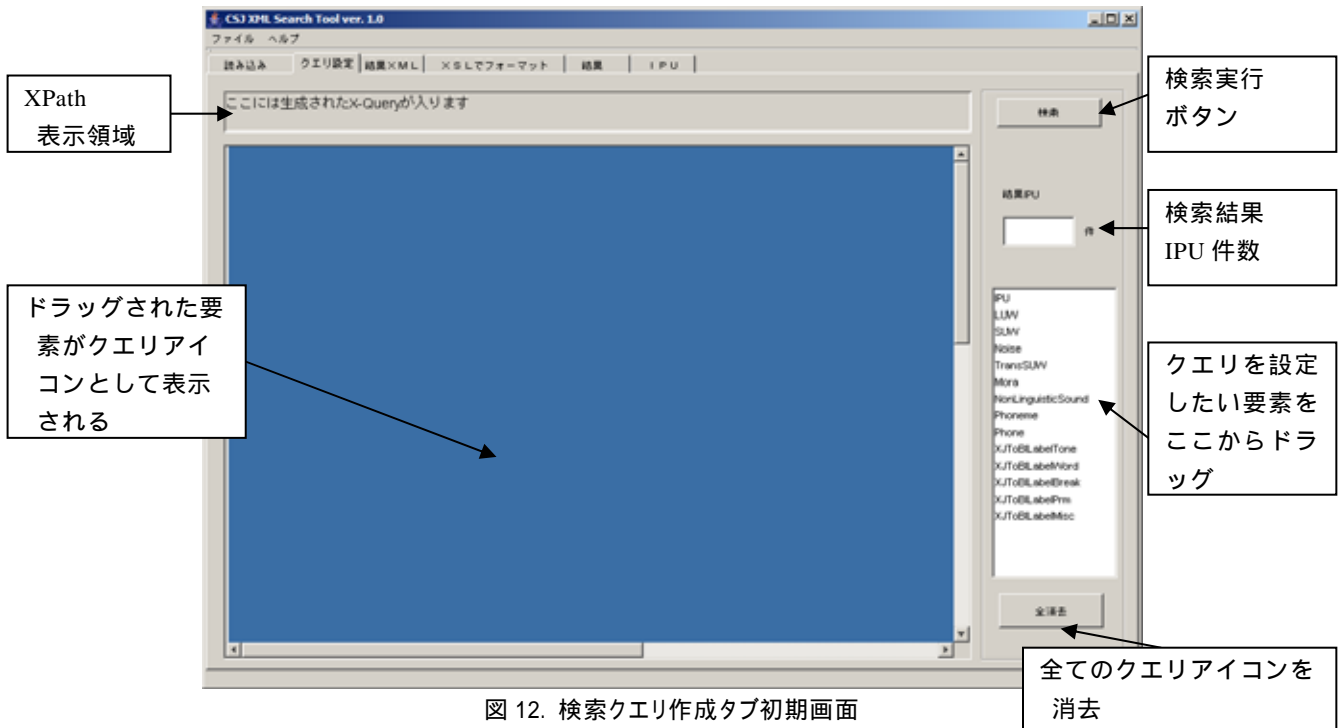 CSJ XML Search Tool ver. 1.0
ファイル ヘルプ
読み込み クエリ設定 結果XML XSLでフォーマット 結果 IPU
XPath
表示領域
ここには生成されたX-Queryが入ります
検索
検索実行
ボタン
結果IPU
件
検索結果
IPU 件数
ドラッグされた要
素がクエリアイ
コンとして表示
される
IPU
LUW
SUW
Noise
TransSUW
Mora
NonLinguisticSound
Phoneme
Phone
XJToBILabelTone
XJToBILabelWord
XJToBILabelBreak
XJToBILabelPrm
XJToBILabelMisc
クエリを設定
したい要素を
ここからドラ
ッグ
全消去
全てのクエリアイコンを
消去
図 12. 検索クエリ作成タブ初期画面